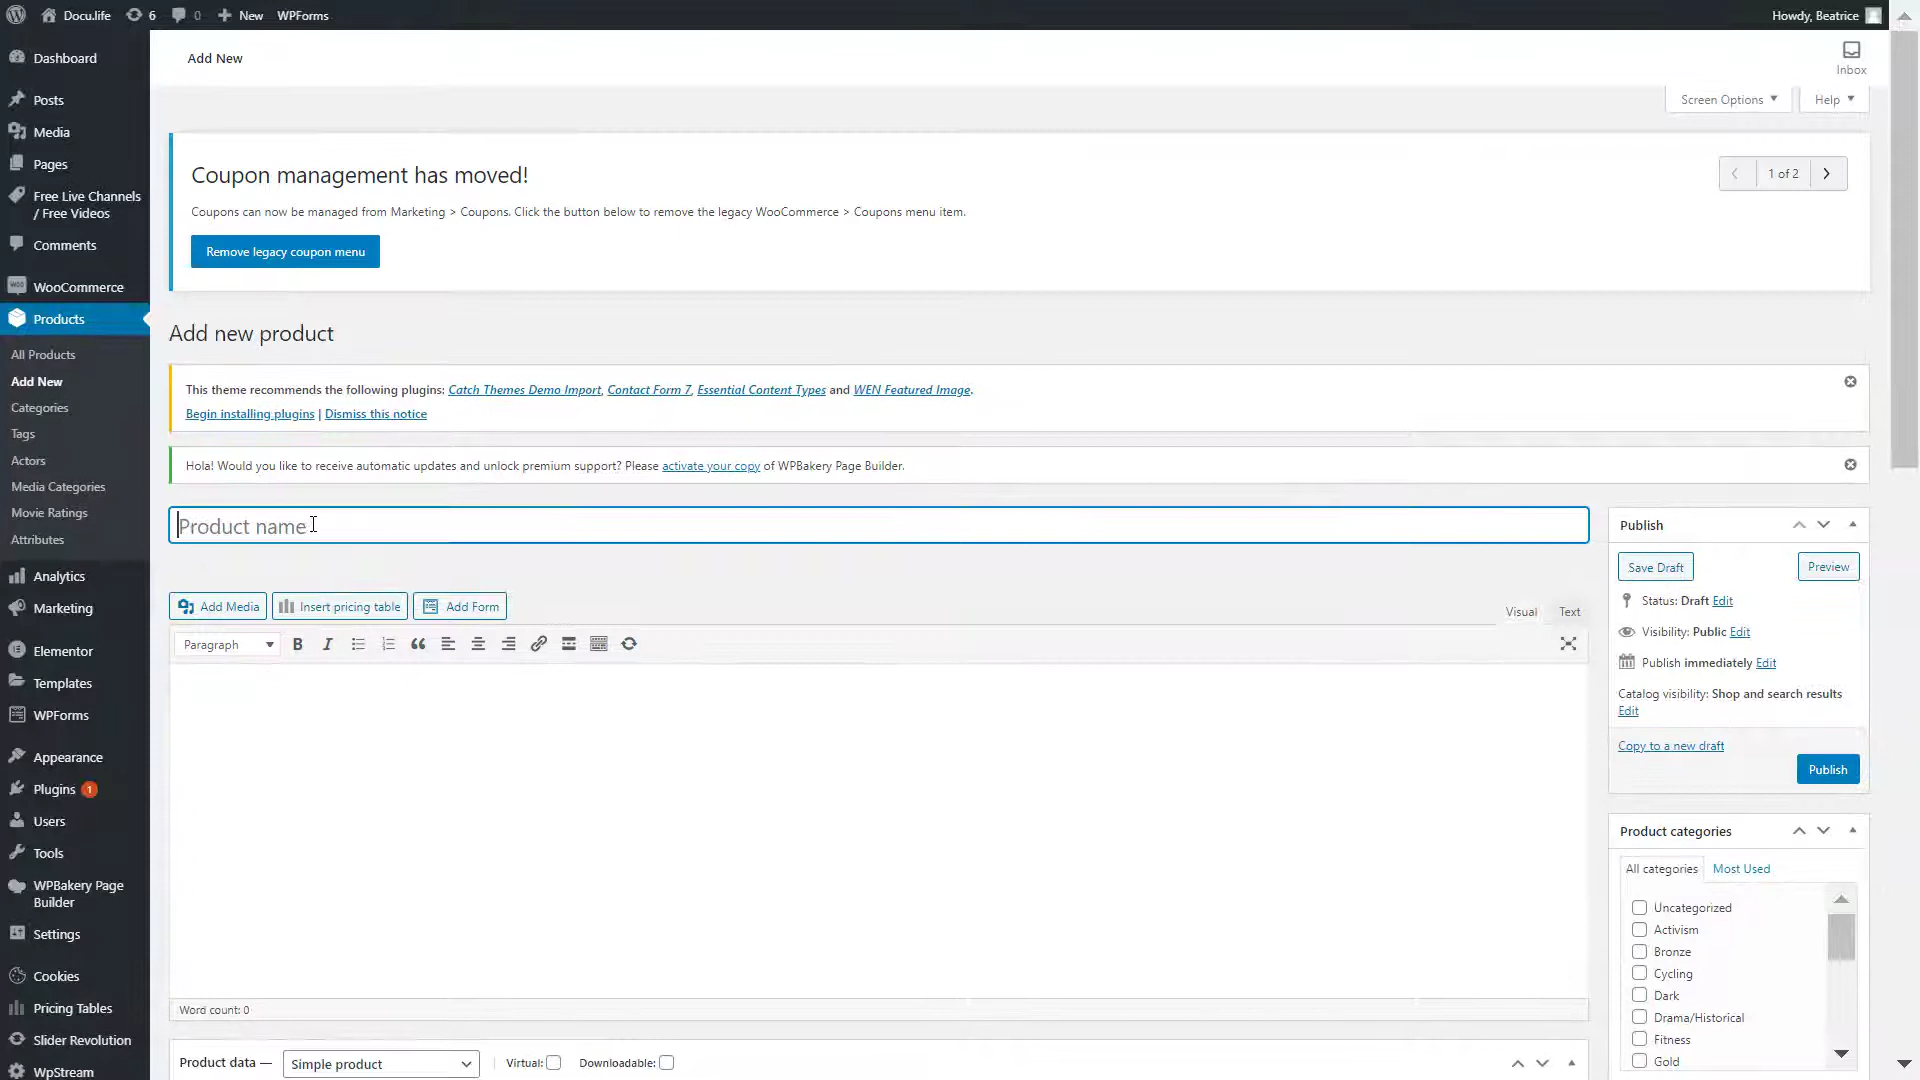 Docu.life 6 0 New WPForms Howdy, Beatrice
Dashboard
Posts
Media
Pages
Free Live Channels
/ Free Videos
Comments
WOO
WooCommerce
Products
All Products
Add New
Categories
Tags
Actors
Media Categories
Movie Ratings
Attributes
Analytics
Marketing
Elementor
Templates
WPForms
Appearance
Plugins 1
Users
Tools
WPBakery Page
Builder
Settings
Cookies
Pricing Tables
Slider Revolution
WpStream
Add New
Inbox
Screen Options
Help
Coupon management has moved!
1 of 2
Coupons can now be managed from Marketing > Coupons. Click the button below to remove the legacy WooCommerce > Coupons menu item.
Remove legacy coupon menu
Add new product
This theme recommends the following plugins: Catch Themes Demo Import, Contact Form 7, Essential Content Types and WEN Featured Image.
Begin installing plugins | Dismiss this notice
Hola! Would you like to receive automatic updates and unlock premium support? Please activate your copy of WPBakery Page Builder.
Product name
Add Media
Insert pricing table
Add Form
Visual
Text
Paragraph
Word count: 0
Product data —
Simple product
Virtual:
Downloadable:
Publish
Save Draft
Preview
Status: Draft Edit
Visibility: Public Edit
Publish immediately Edit
Catalog visibility: Shop and search results
Edit
Copy to a new draft
Publish
Product categories
All categories
Most Used
Uncategorized
Activism
Bronze
Cycling
Dark
Drama/Historical
Fitness
Gold